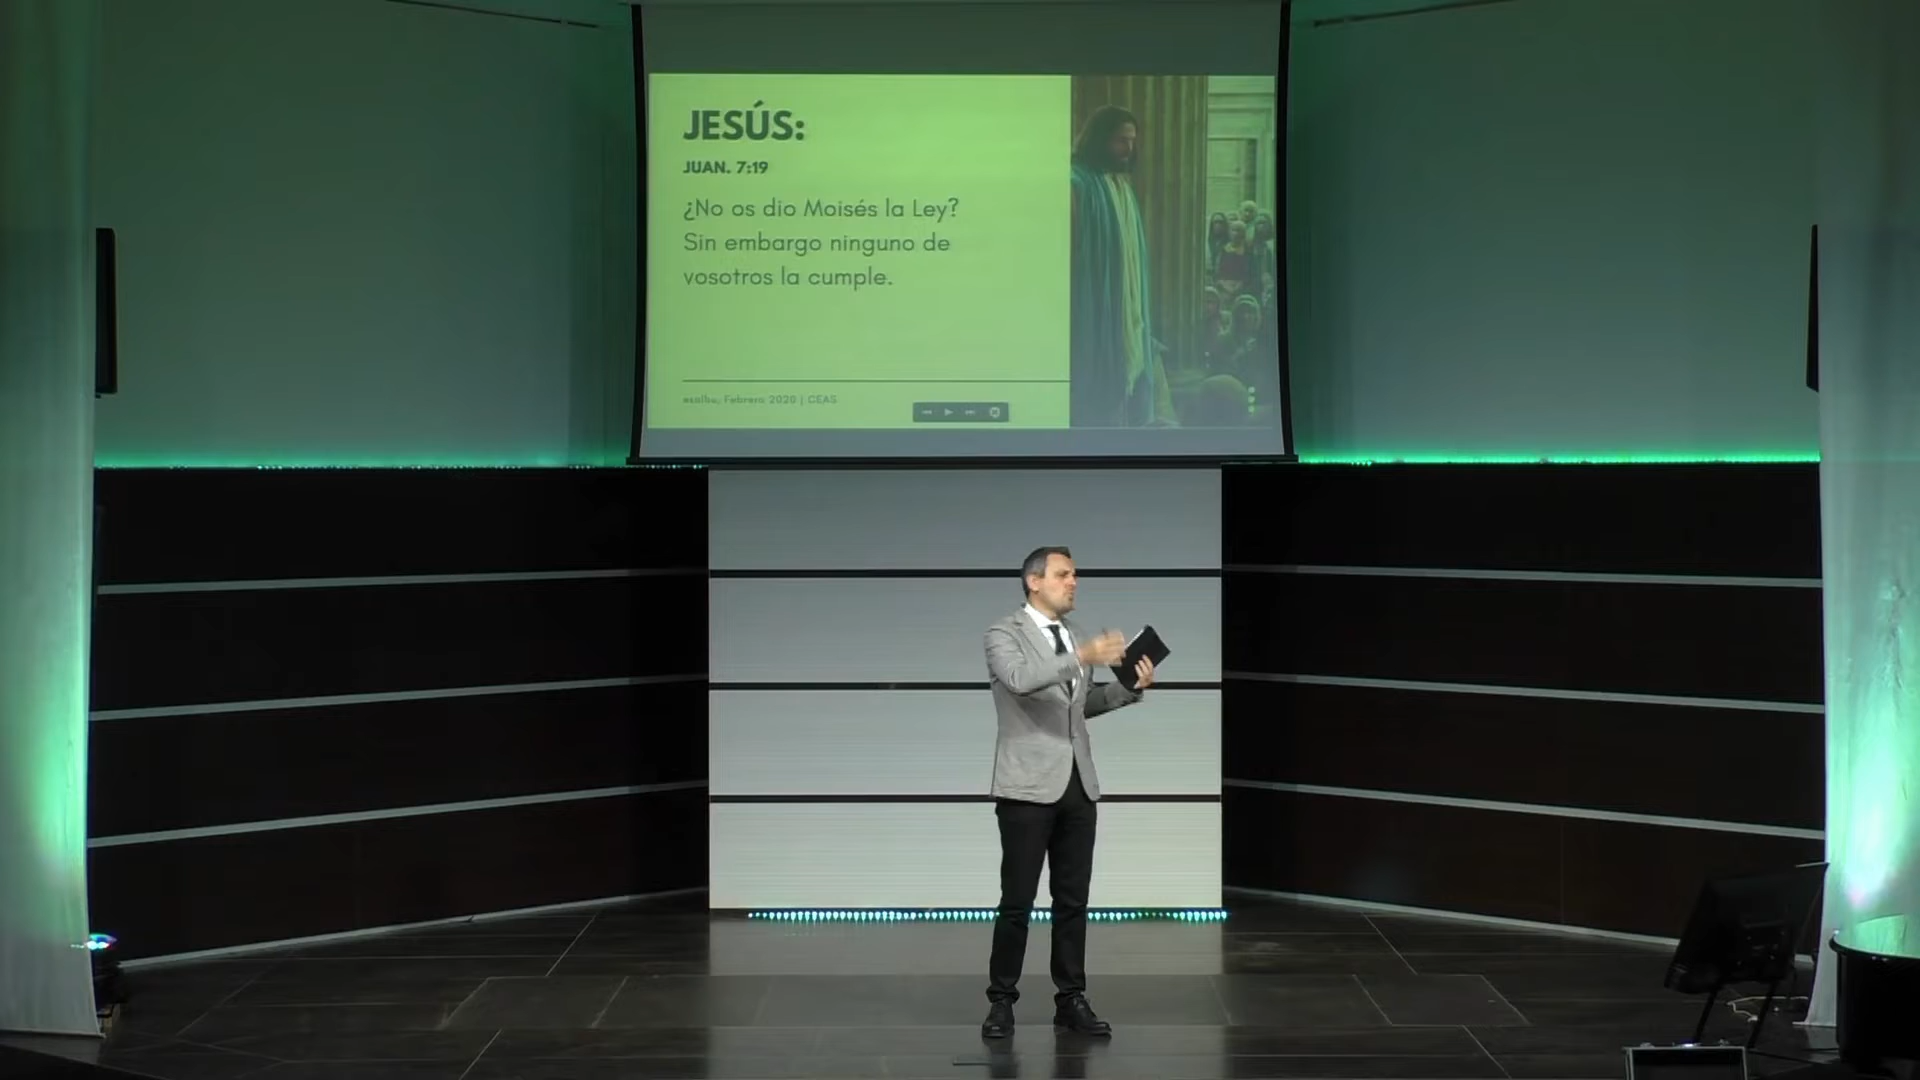 JESÚS:
JUAN. 7:19
¿No os dio Moisés la Ley?
Sin embargo ninguno de
vosotros la cumple.
Febrero 2020 | CEAS